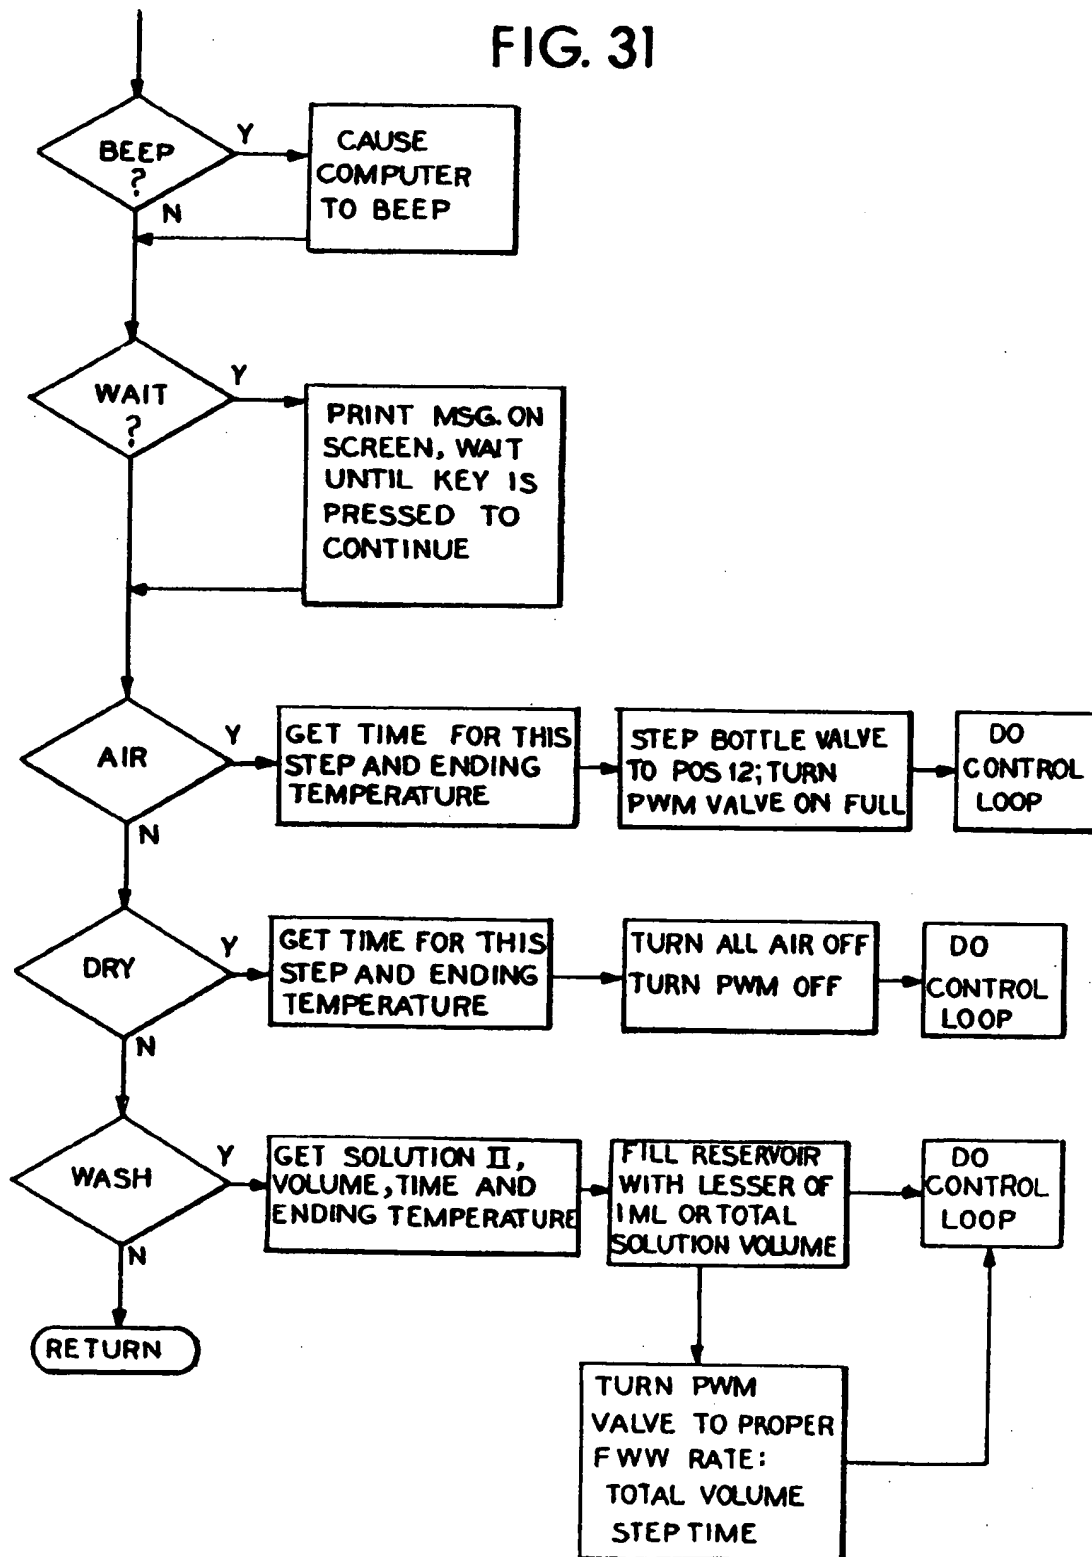 FIG. 31
BEEP
?
Y
N
CAUSE
COMPUTER
TO BEEP
WAIT
?
Y
PRINT MSG. ON
SCREEN, WAIT
UNTIL KEY IS
PRESSED TO
CONTINUE
AIR
Y
N
GET TIME FOR THIS
STEP AND ENDING
TEMPERATURE
STEP BOTTLE VALVE
TO POS 12; TURN
PWM VALVE ON FULL
DO
CONTROL
LOOP
DRY
Y
N
GET TIME FOR THIS
STEP AND ENDING
TEMPERATURE
TURN ALL AIR OFF
TURN PWM OFF
DO
CONTROL
LOOP
WASH
Y
N
GET SOLUTION II,
VOLUME, TIME AND
ENDING TEMPERATURE
FILL RESERVOIR
WITH LESSER OF
1 ML OR TOTAL
SOLUTION VOLUME
DO
CONTROL
LOOP
RETURN
TURN PWM
VALVE TO PROPER
FWW RATE:
TOTAL VOLUME
STEP TIME